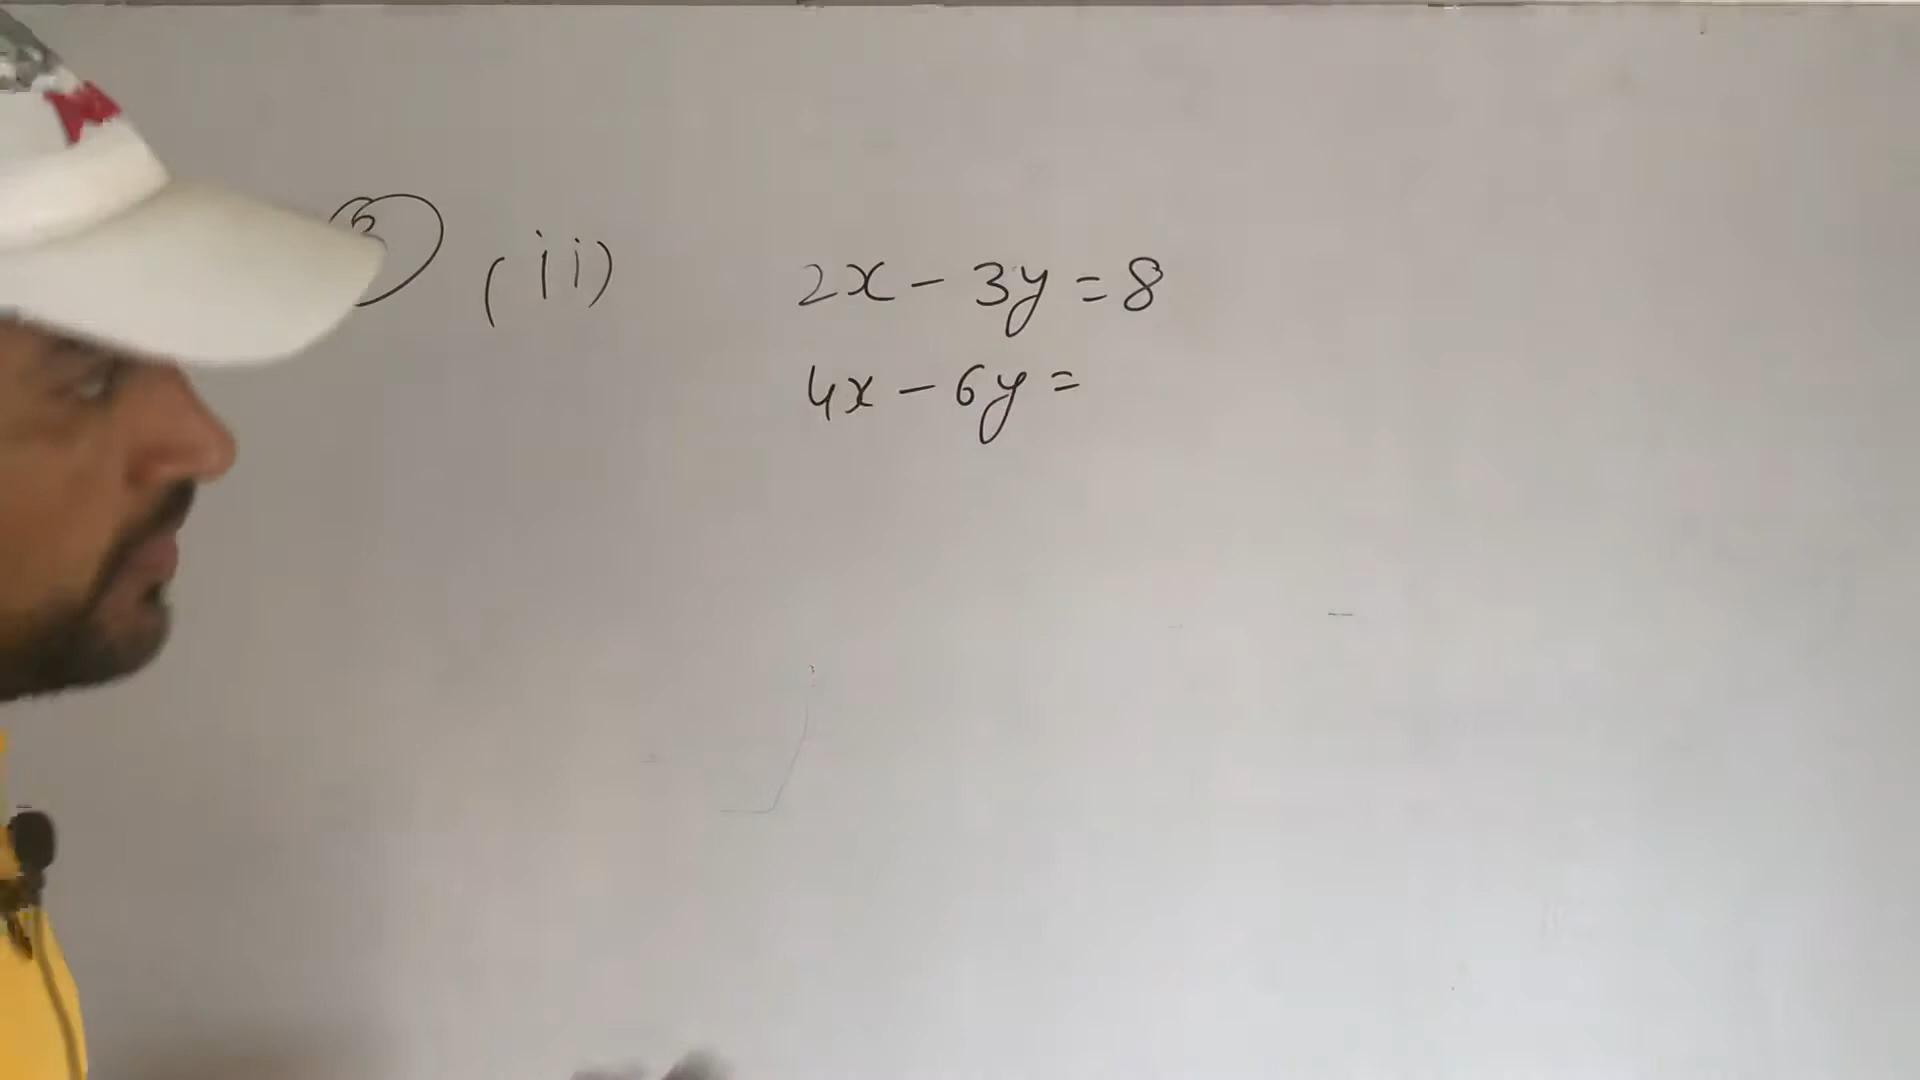 (ii) 2x - 3y = 8
4x - 6y =